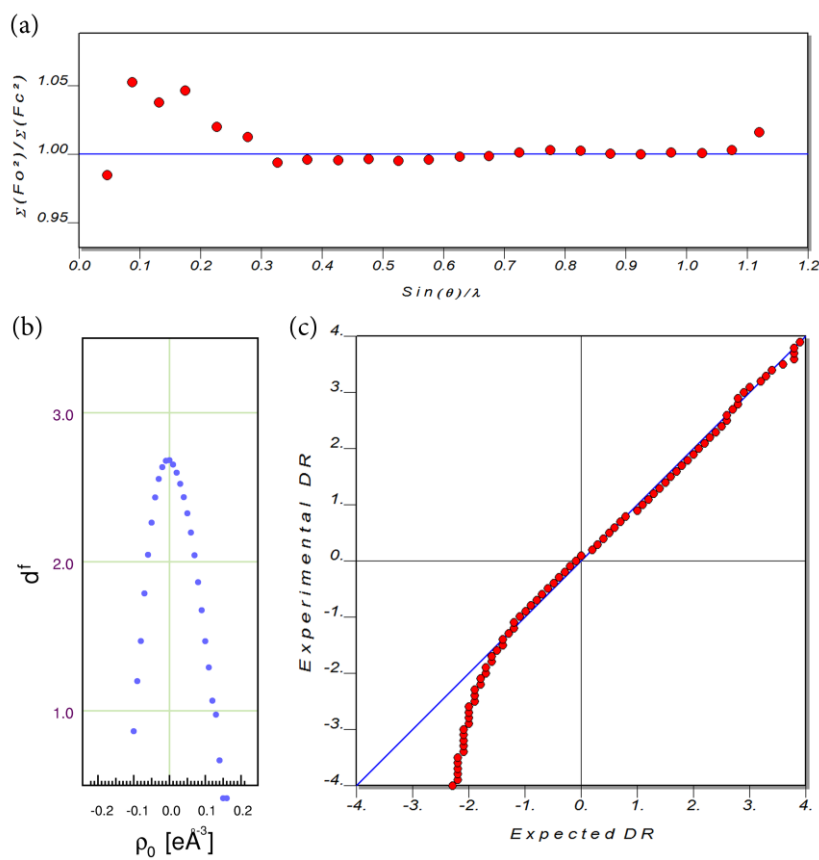 (a)
Σ(Fo²)/Σ(Fc²)
1.05
1.00
0.95
0.0 0.1 0.2 0.3 0.4 0.5 0.6 0.7 0.8 0.9 1.0 1.1 1.2
Sin(θ)/λ
(b)
3.0
2.0
1.0
dᶠ
-0.2 -0.1 0.0 0.1 0.2
ρ₀ [eÅ⁻³]
(c)
4.
3.
2.
1.
0.
-1.
-2.
-3.
-4.
Experimental DR
-4. -3. -2. -1. 0. 1. 2. 3. 4.
Expected DR